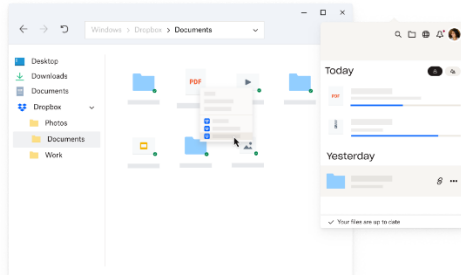 Windows > Dropbox > Documents
Desktop
Downloads
Documents
Dropbox
Photos
Documents
Work
PDF
Today
PDF
Yesterday
Your files are up to date